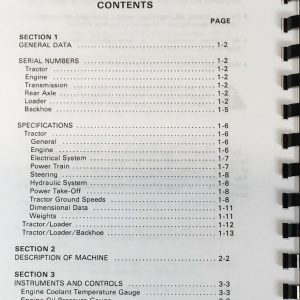 CONTENTS
PAGE
SECTION 1
GENERAL DATA 1-2
SERIAL NUMBERS 1-2
Tractor 1-2
Engine 1-2
Transmission 1-2
Rear Axle 1-2
Loader 1-2
Backhoe 1-5
SPECIFICATIONS 1-6
Tractor 1-6
General 1-6
Engine 1-6
Electrical System 1-7
Power Train 1-7
Steering 1-8
Hydraulic System 1-8
Power Take-Off 1-8
Tractor Ground Speeds 1-8
Dimensional Data 1-11
Weights 1-11
Tractor/Loader 1-12
Tractor/Loader/Backhoe 1-13
SECTION 2
DESCRIPTION OF MACHINE 2-2
SECTION 3
INSTRUMENTS AND CONTROLS 3-3
Engine Coolant Temperature Gauge 3-3
Engine Oil Pressure Gauge